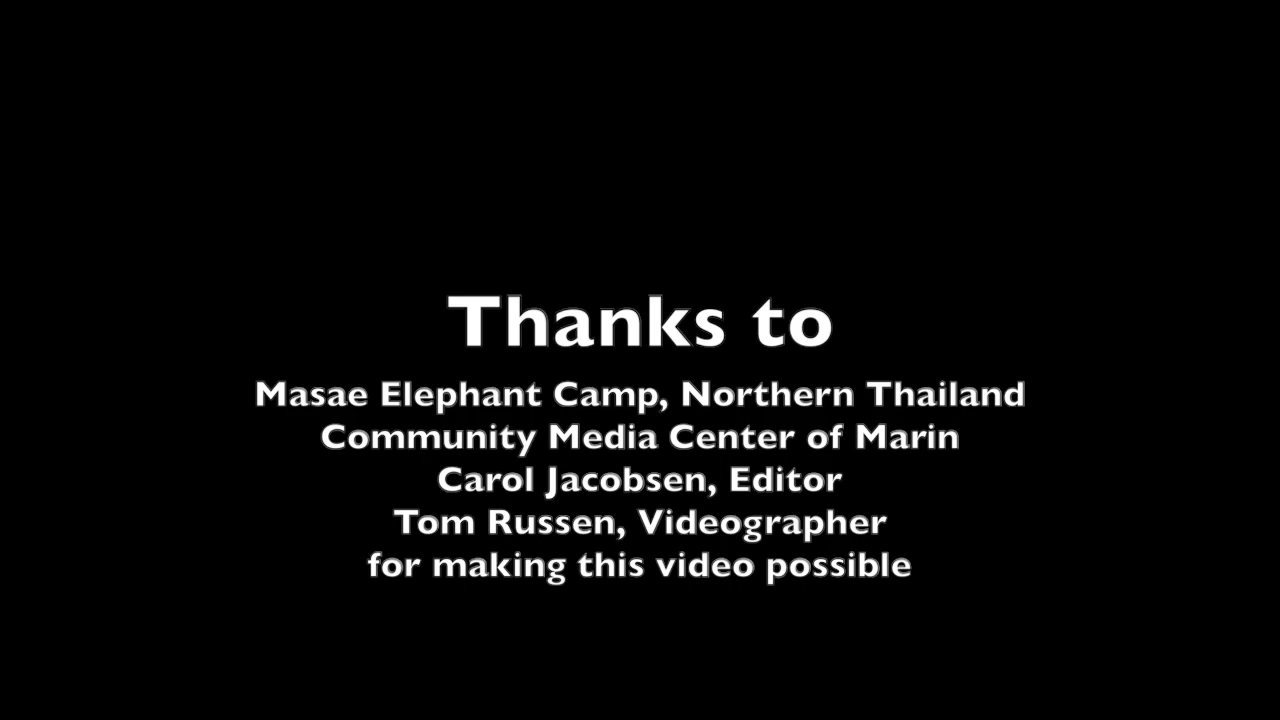 Thanks to
Masae Elephant Camp, Northern Thailand
Community Media Center of Marin
Carol Jacobsen, Editor
Tom Russen, Videographer
for making this video possible